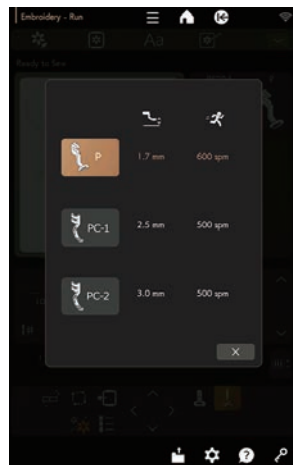 Embroidery - Run
Aa
Ready to Sew
P 1.7 mm 600 spm
PC-1 2.5 mm 500 spm
PC-2 3.0 mm 500 spm
X